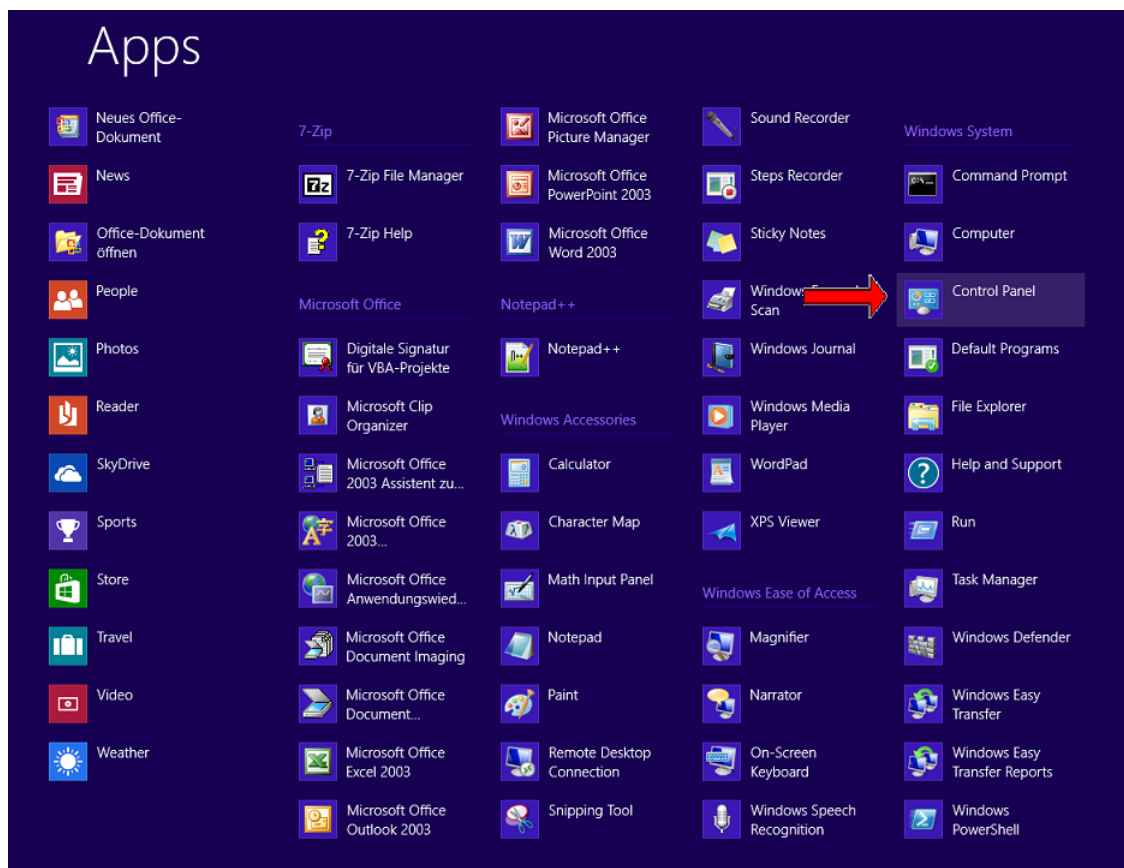 Apps
Neues Office-
Dokument
News
Office-Dokument
öffnen
People
Photos
Reader
SkyDrive
Sports
Store
Travel
Video
Weather
7-Zip
7-Zip File Manager
7-Zip Help
Microsoft Office
Digitale Signatur
für VBA-Projekte
Microsoft Clip
Organizer
Microsoft Office
2003 Assistent zu...
Microsoft Office
2003...
Microsoft Office
Anwendungswied...
Microsoft Office
Document Imaging
Microsoft Office
Document...
Microsoft Office
Excel 2003
Microsoft Office
Outlook 2003
Microsoft Office
Picture Manager
Microsoft Office
PowerPoint 2003
Microsoft Office
Word 2003
Notepad++
Notepad++
Windows Accessories
Calculator
Character Map
Math Input Panel
Notepad
Paint
Remote Desktop
Connection
Snipping Tool
Sound Recorder
Steps Recorder
Sticky Notes
Windows
Scan
Windows Journal
Windows Media
Player
WordPad
XPS Viewer
Windows Ease of Access
Magnifier
Narrator
On-Screen
Keyboard
Windows Speech
Recognition
Windows System
Command Prompt
Computer
Control Panel
Default Programs
File Explorer
Help and Support
Run
Task Manager
Windows Defender
Windows Easy
Transfer
Windows Easy
Transfer Reports
Windows
PowerShell